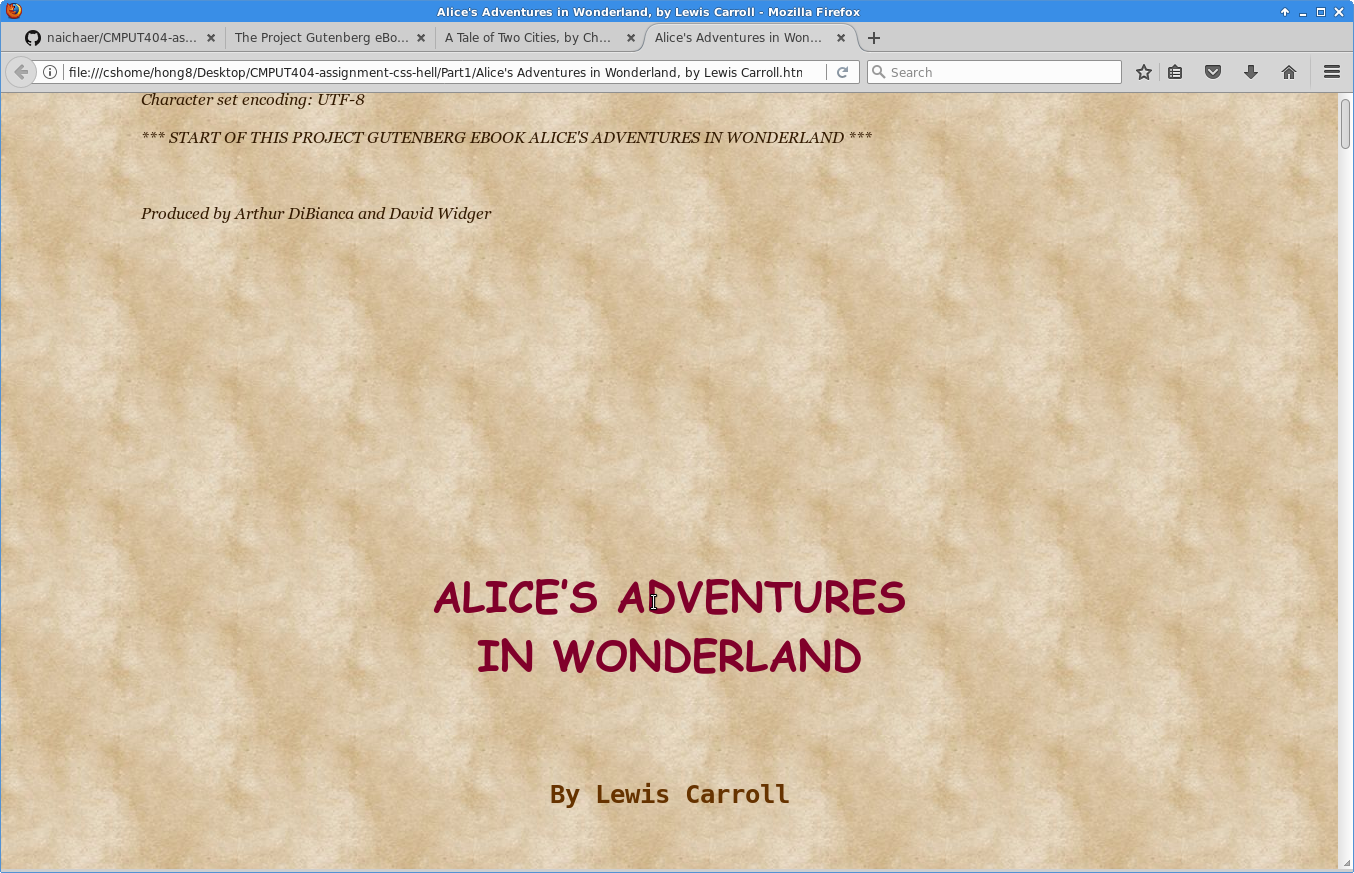 Alice's Adventures in Wonderland, by Lewis Carroll - Mozilla Firefox
naichaer/CMPUT404-as...
The Project Gutenberg eBo...
A Tale of Two Cities, by Ch...
Alice's Adventures in Won...
file:///cshome/hong8/Desktop/CMPUT404-assignment-css-hell/Part1/Alice's Adventures in Wonderland, by Lewis Carroll.htn
Search
Character set encoding: UTF-8
*** START OF THIS PROJECT GUTENBERG EBOOK ALICE'S ADVENTURES IN WONDERLAND ***
Produced by Arthur DiBianca and David Widger
ALICE'S ADVENTURES
IN WONDERLAND
By Lewis Carroll